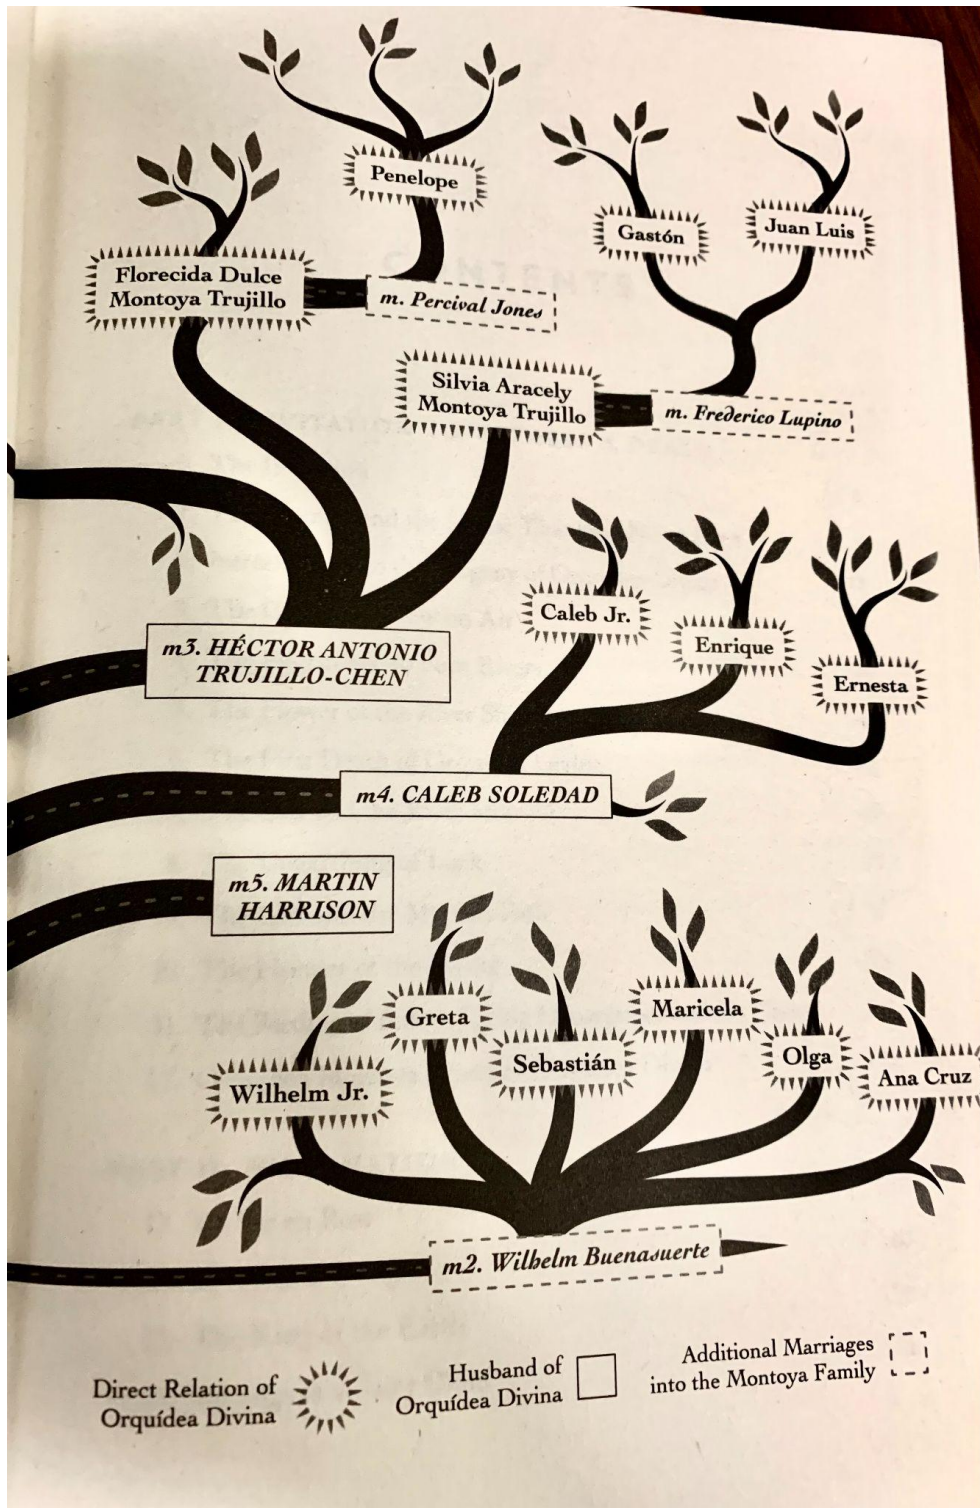 Penelope
Florecida Dulce
Montoya Trujillo
m. Percival Jones
Gastón
Juan Luis
Silvia Aracely
Montoya Trujillo
m. Frederico Lupino
m3. HÉCTOR ANTONIO
TRUJILLO-CHEN
Caleb Jr.
Enrique
Ernesta
m4. CALEB SOLEDAD
m5. MARTIN
HARRISON
Wilhelm Jr.
Greta
Sebastián
Maricela
Olga
Ana Cruz
m2. Wilhelm Buenasuerte
Direct Relation of
Orquídea Divina
Husband of
Orquídea Divina
Additional Marriages
into the Montoya Family